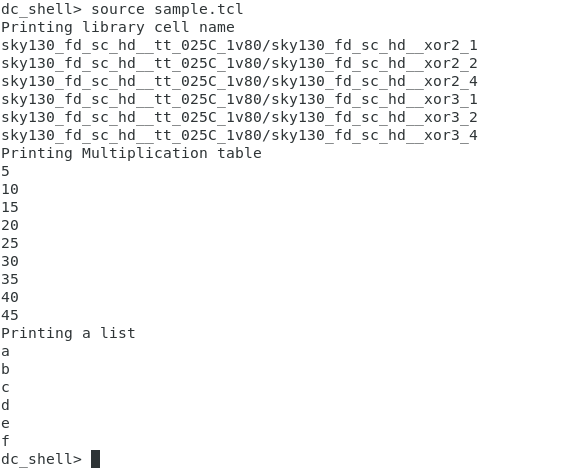 dc_shell> source sample.tcl
Printing library cell name
sky130_fd_sc_hd__tt_025C_1v80/sky130_fd_sc_hd__xor2_1
sky130_fd_sc_hd__tt_025C_1v80/sky130_fd_sc_hd__xor2_2
sky130_fd_sc_hd__tt_025C_1v80/sky130_fd_sc_hd__xor2_4
sky130_fd_sc_hd__tt_025C_1v80/sky130_fd_sc_hd__xor3_1
sky130_fd_sc_hd__tt_025C_1v80/sky130_fd_sc_hd__xor3_2
sky130_fd_sc_hd__tt_025C_1v80/sky130_fd_sc_hd__xor3_4
Printing Multiplication table
5
10
15
20
25
30
35
40
45
Printing a list
a
b
c
d
e
f
dc_shell>